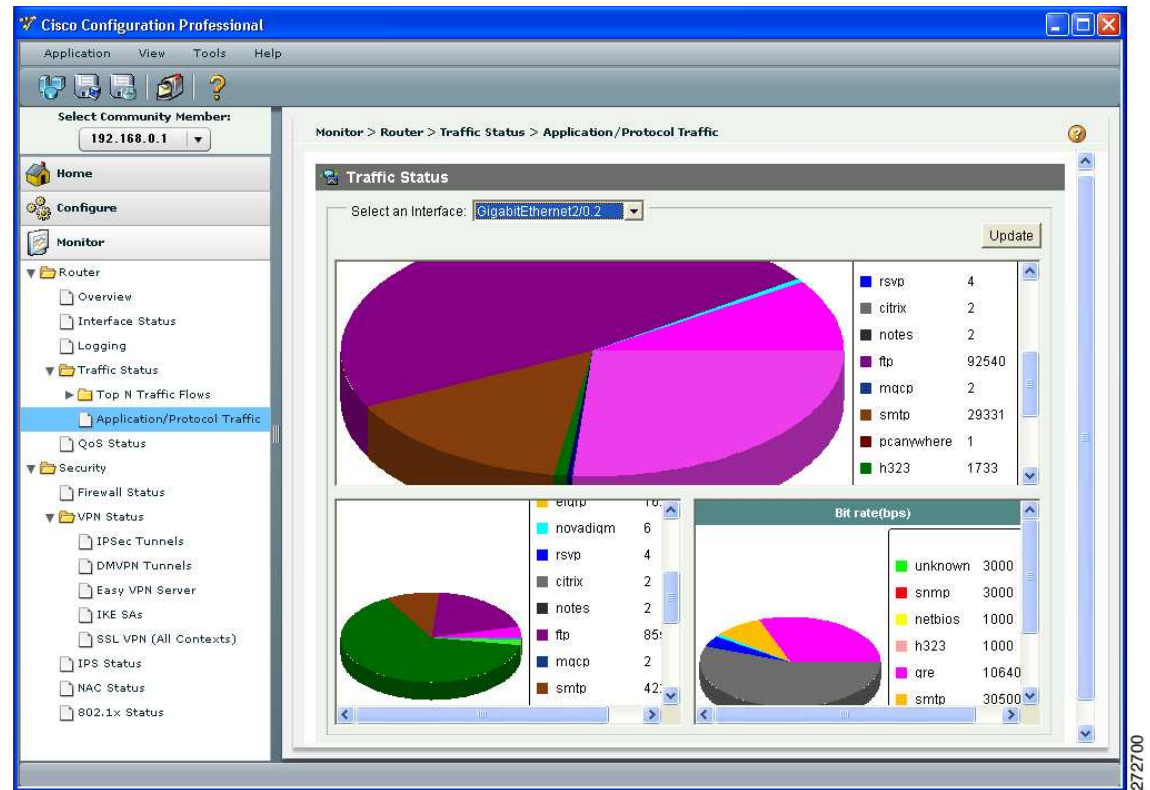 Cisco Configuration Professional
Application View Tools Help
Select Community Member:
192.168.0.1
Home
Configure
Monitor
Router
Overview
Interface Status
Logging
Traffic Status
Top N Traffic Flows
Application/Protocol Traffic
QoS Status
Security
Firewall Status
VPN Status
IPSec Tunnels
DMVPN Tunnels
Easy VPN Server
IKE SAs
SSL VPN (All Contexts)
IPS Status
NAC Status
802.1x Status
Monitor > Router > Traffic Status > Application/Protocol Traffic
Traffic Status
Select an Interface: GigabitEthernet2/0.2
Update
rsvp 4
citrix 2
notes 2
ftp 92540
mgcp 2
smtp 29331
pcanywhere 1
h323 1733
novadigm 6
rsvp 4
citrix 2
notes 2
ftp
mgcp 2
smtp
Bit rate(bps)
unknown 3000
snmp 3000
netbios 1000
h323 1000
gre 10640
smtp 30500
272700